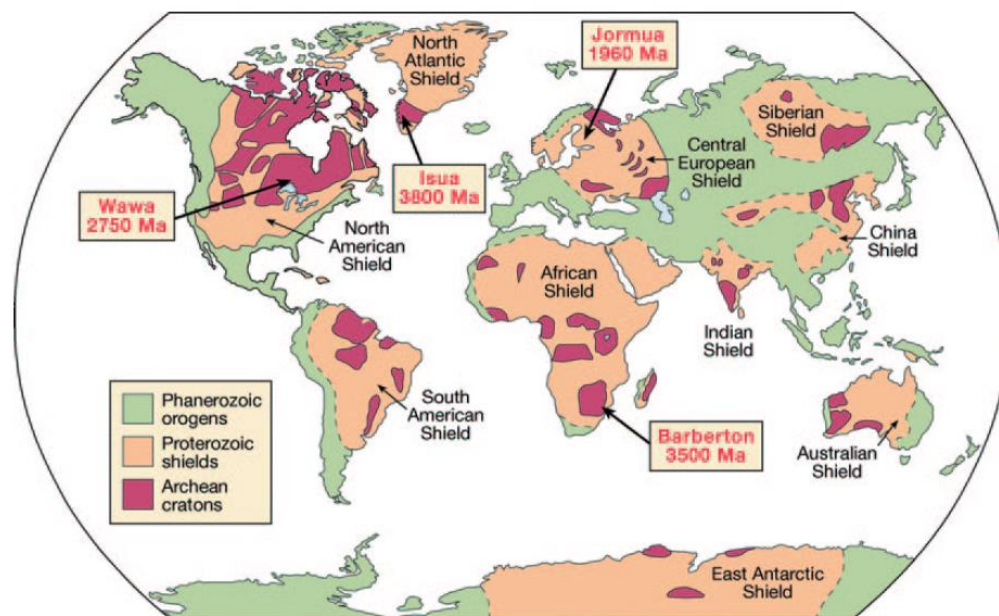 Jormua
1960 Ma
North
Atlantic
Shield
Siberian
Shield
Central
European
Shield
Isua
3800 Ma
Wawa
2750 Ma
North
American
Shield
China
Shield
African
Shield
Indian
Shield
South
American
Shield
Barberton
3500 Ma
Australian
Shield
Phanerozoic
orogens
Proterozoic
shields
Archean
cratons
East Antarctic
Shield